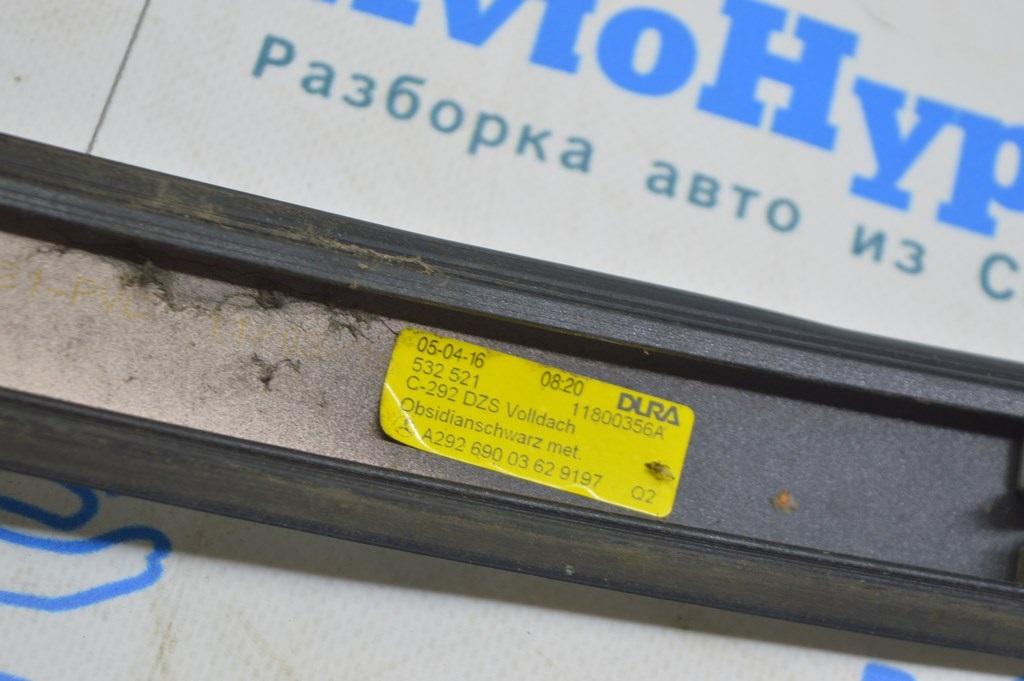 МоНур
Разборка авто из С
05-04-16 08:20 DURA
532 521 11800356A
C-292 DZS Volldach
Obsidianschwarz met.
A292 690 03 62 9197 Q2